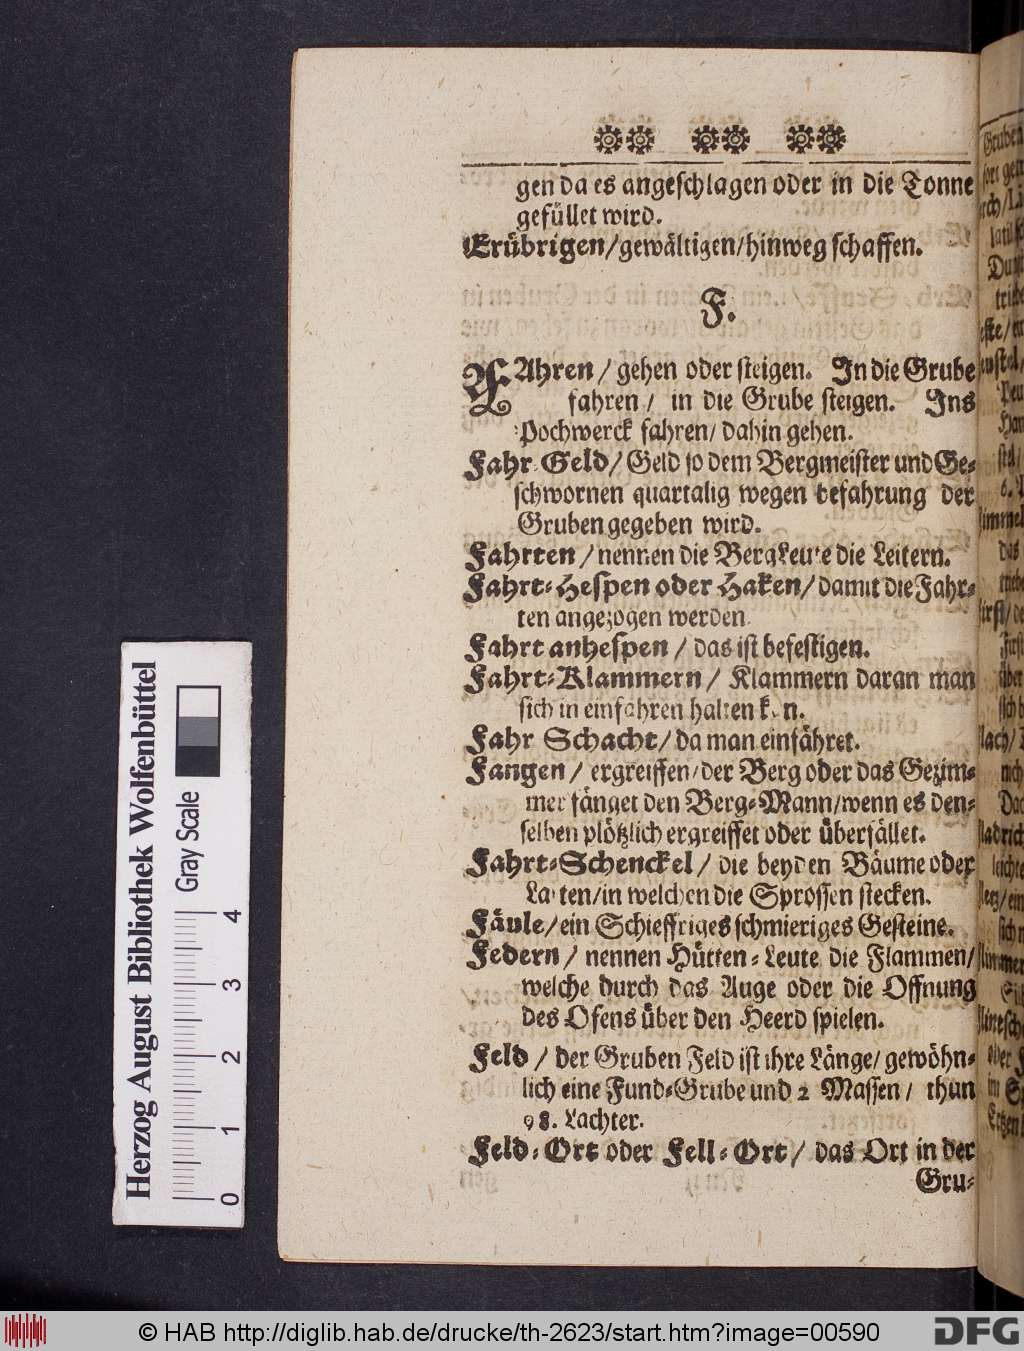 gen da es angeschlagen oder in die Tonne
gefüllet wird.
Erübrigen/gewältigen/hinweg schaffen.
F.
FAhren / gehen oder steigen. In die Grube
fahren / in die Grube steigen. Ins
Pochwerck fahren/ dahin gehen.
Fahr-Geld/ Geld so dem Bergmeister und Ge-
schwornen quartalig wegen befahrung der
Gruben gegeben wird.
Fahrten / nennen die BergLeute die Leitern.
Fahrt-Hespen oder Haken/ damit die Fahr-
ten angezogen werden
Fahrt anhespen / das ist befestigen.
Fahrt-Klammern / Klammern daran man
sich in einfahren halten kan.
Fahr Schacht/ da man einfähret.
Fangen / ergreiffen/der Berg oder das Gezim-
mer fänget den Berg-Mann/wenn es den-
selben plötzlich ergreiffet oder überfället.
Fahrt-Schenckel / die beyden Bäume oder
Latten/in welchen die Sprossen stecken.
Fäule/ein Schieffriges schmieriges Gesteine.
Federn / nennen Hütten-Leute die Flammen/
welche durch das Auge oder die Offnung
des Ofens über den Heerd spielen.
Feld / der Gruben Feld ist ihre Länge/ gewöhn-
lich eine Fund-Grube und 2 Massen / thun
98. Lachter.
Feld-Ort oder Fell-Ort / das Ort in der
Gru-
Herzog August Bibliothek Wolfenbüttel
Gray Scale
0 1 2 3 4
© HAB http://diglib.hab.de/drucke/th-2623/start.htm?image=00590
DFG